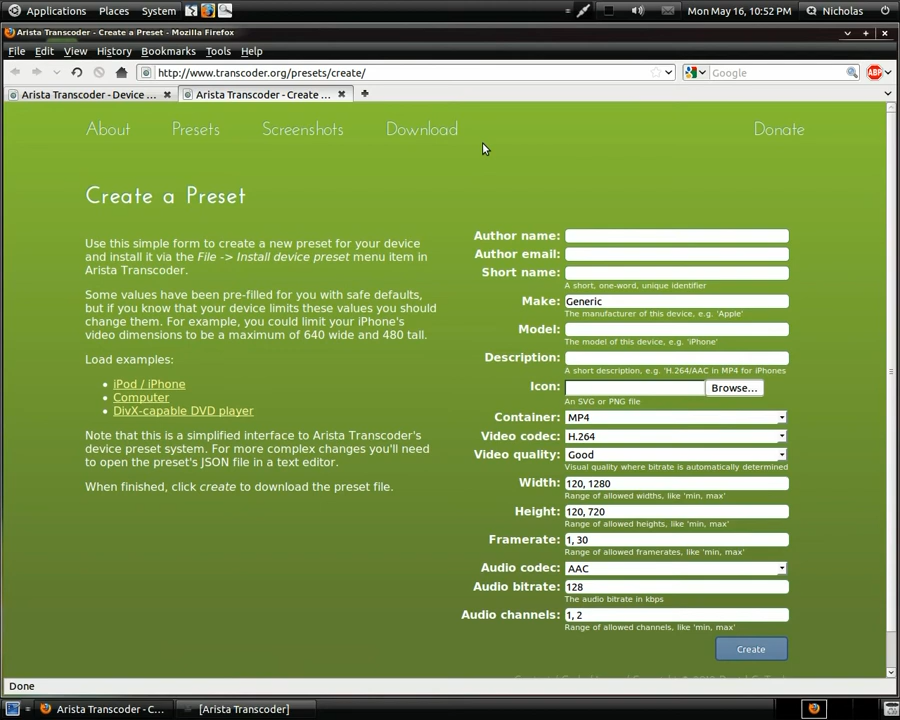 Applications Places System Mon May 16, 10:52 PM Nicholas
Arista Transcoder - Create a Preset - Mozilla Firefox
File Edit View History Bookmarks Tools Help
http://www.transcoder.org/presets/create/ Google ABP
Arista Transcoder - Device ... Arista Transcoder - Create ...
About Presets Screenshots Download Donate
Create a Preset
Use this simple form to create a new preset for your device
and install it via the File -> Install device preset menu item in
Arista Transcoder.
Some values have been pre-filled for you with safe defaults,
but if you know that your device limits these values you should
change them. For example, you could limit your iPhone's
video dimensions to be a maximum of 640 wide and 480 tall.
Load examples:
iPod / iPhone
Computer
DivX-capable DVD player
Note that this is a simplified interface to Arista Transcoder's
device preset system. For more complex changes you'll need
to open the preset's JSON file in a text editor.
When finished, click create to download the preset file.
Author name:
Author email:
Short name:
A short, one-word, unique identifier
Make: Generic
The manufacturer of this device, e.g. 'Apple'
Model:
The model of this device, e.g. 'iPhone'
Description:
A short description, e.g. 'H.264/AAC in MP4 for iPhones
Icon: Browse...
An SVG or PNG file
Container: MP4
Video codec: H.264
Video quality: Good
Visual quality where bitrate is automatically determined
Width: 120, 1280
Range of allowed widths, like 'min, max'
Height: 120, 720
Range of allowed heights, like 'min, max'
Framerate: 1, 30
Range of allowed framerates, like 'min, max'
Audio codec: AAC
Audio bitrate: 128
The audio bitrate in kbps
Audio channels: 1, 2
Range of allowed channels, like 'min, max'
Create
Done
Arista Transcoder - C... [Arista Transcoder]